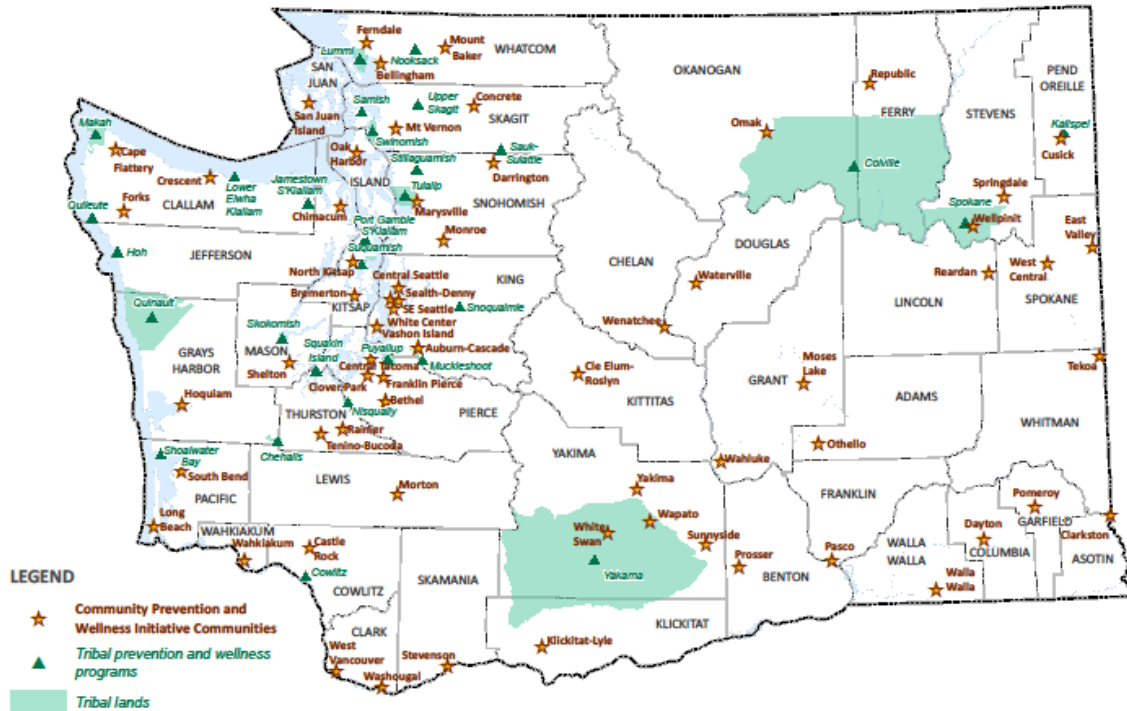 Ferndale
Mount
Baker
WHATCOM
Lummi
Nooksack
Bellingham
SAN
JUAN
OKANOGAN
Republic
PEND
OREILLE
San Juan
Island
Samish
Upper
Skagit
Concrete
SKAGIT
FERRY
STEVENS
Makah
Mt Vernon
Swinomish
Omak
Kalispel
Cusick
Cape
Flattery
Oak
Harbor
Stillaguamish
Sauk-
Suiattle
Darrington
Colville
Crescent
Lower
Elwha
Klallam
Jamestown
S'Klallam
ISLAND
Tulalip
Marysville
SNOHOMISH
Springdale
Quileute
Forks
CLALLAM
Chimacum
Port Gamble
S'Klallam
Monroe
Spokane
Wellpinit
East
Valley
Hoh
JEFFERSON
Suquamish
DOUGLAS
CHELAN
North Kitsap
Central Seattle
KING
Waterville
Reardan
West
Central
Bremerton
Sealth-Denny
SE Seattle
Snoqualmie
LINCOLN
SPOKANE
Quinault
KITSAP
White Center
Vashon Island
Wenatchee
Skokomish
Squaxin
Island
MASON
Shelton
Puyallup
Auburn-Cascade
Muckleshoot
GRAYS
HARBOR
Central Tacoma
Clover Park
Franklin Pierce
Cle Elum-
Roslyn
GRANT
Moses
Lake
Tekoa
Hoquiam
Bethel
PIERCE
KITTITAS
ADAMS
THURSTON
Nisqually
Rainier
Tenino-Bucoda
WHITMAN
Shoalwater
Bay
Chehalis
YAKIMA
Wahluke
Othello
South Bend
LEWIS
Morton
Yakima
FRANKLIN
PACIFIC
Pomeroy
GARFIELD
Long
Beach
WAHKIAKUM
Wahkiakum
Castle
Rock
White
Swan
Wapato
Sunnyside
Prosser
Pasco
WALLA
WALLA
Dayton
COLUMBIA
Clarkston
ASOTIN
Cowlitz
COWLITZ
SKAMANIA
Yakama
BENTON
Walla
Walla
CLARK
KLICKITAT
West
Vancouver
Stevenson
Klickitat-Lyle
Washougal
LEGEND
Community Prevention and
Wellness Initiative Communities
Tribal prevention and wellness
programs
Tribal lands